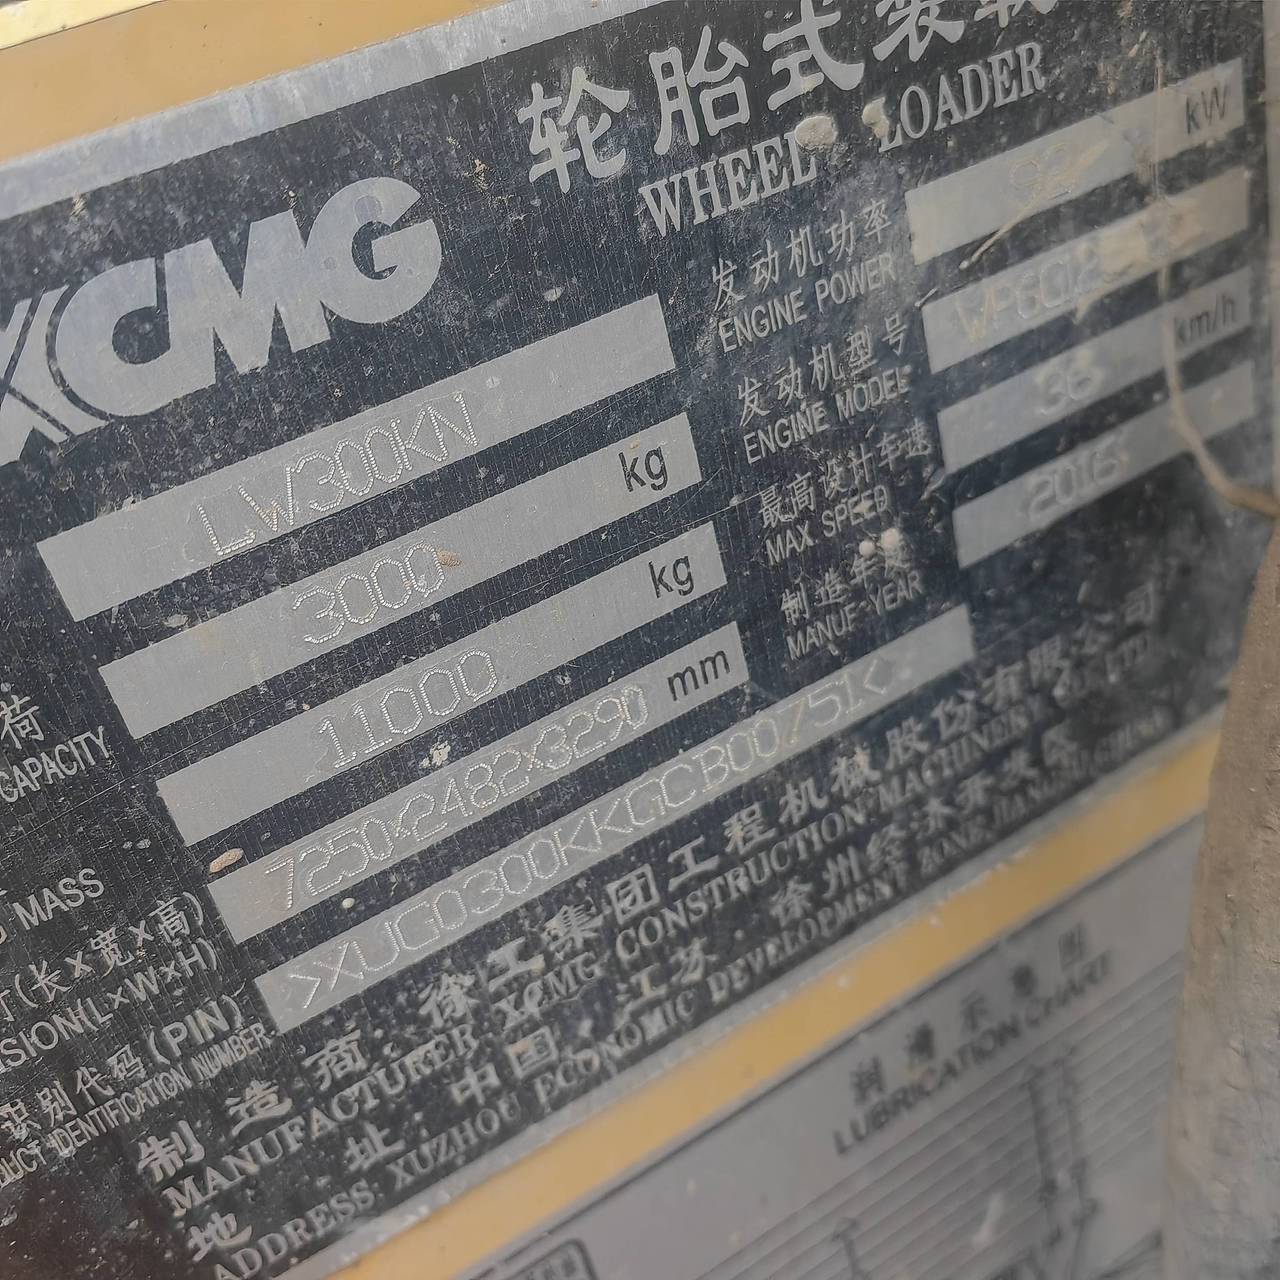 轮胎式装载
WHEEL LOADER
XCMG
LW300KN
3000 kg
11000 kg
7250×2482×3290 mm
>XUG0300KKGCB00751<
荷
CAPACITY
MASS
(长×宽×高)
SION(L×W×H)
识别代码(PIN)
IDENTIFICATION NUMBER
发动机功率
ENGINE POWER
92 kW
发动机型号
ENGINE MODEL
最高设计车速
MAX SPEED
38 km/h
制造年
MANUF-YEAR
2016
制造商:徐工集团工程机械股份有限公司
MANUFACTURER XCMG CONSTRUCTION MACHINERY CO. LTD
地址:中国·江苏·徐州经济开发区
ADDRESS: XUZHOU ECONOMIC DEVELOPMENT ZONE, JIANGSU CHINA
润滑示意图
LUBRICATION CHART